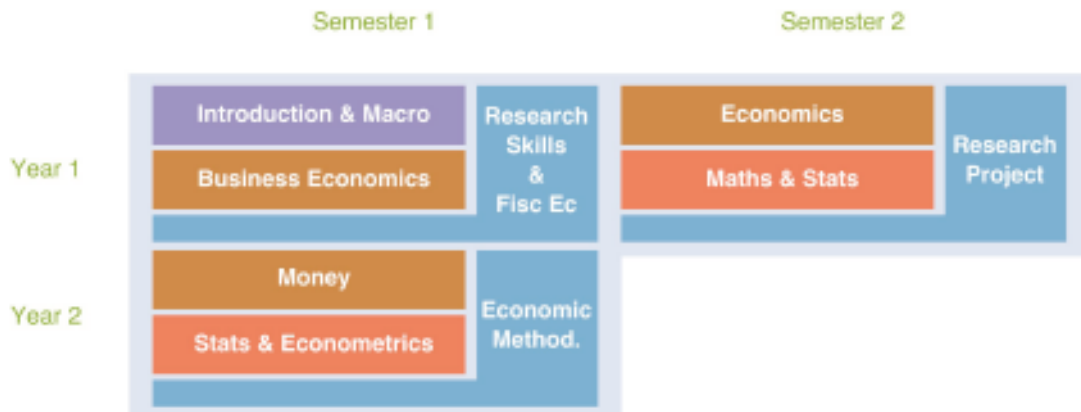 Semester 1
Semester 2
Year 1
Introduction & Macro
Business Economics
Research
Skills
&
Fisc Ec
Economics
Maths & Stats
Research
Project
Year 2
Money
Stats & Econometrics
Economic
Method.